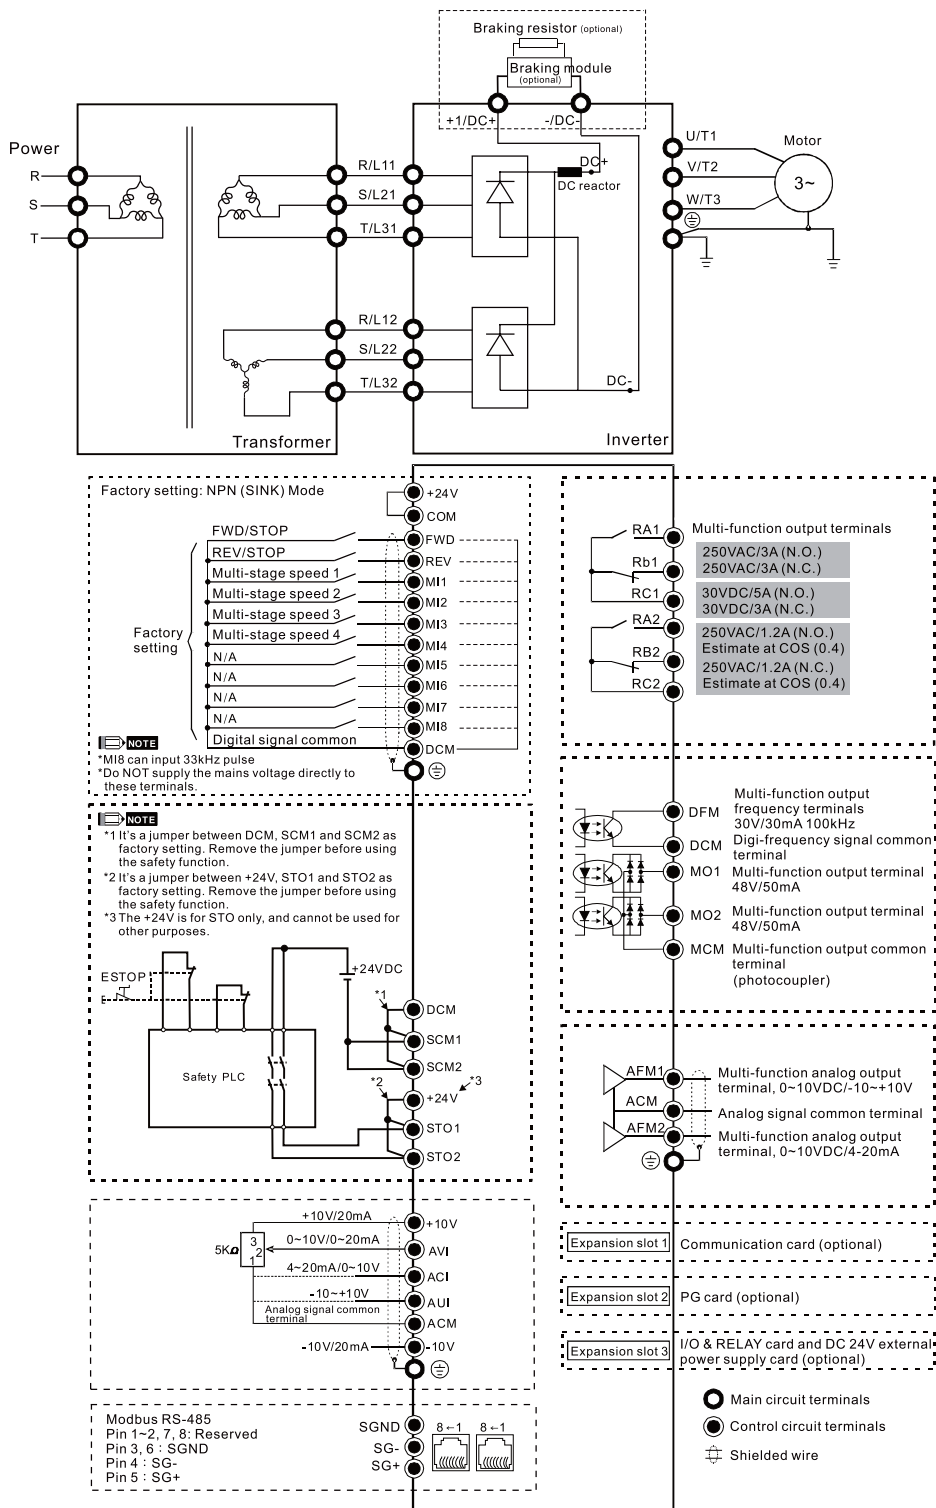 Braking resistor (optional)
Braking module
(optional)
+1/DC+
-/DC-
Power
R
S
T
R/L11
S/L21
T/L31
R/L12
S/L22
T/L32
DC+
DC reactor
DC-
U/T1
V/T2
W/T3
Motor
3~
Transformer
Inverter
Factory setting: NPN (SINK) Mode
+24V
COM
FWD/STOP
FWD
REV/STOP
REV
Multi-stage speed 1
MI1
Multi-stage speed 2
MI2
Multi-stage speed 3
MI3
Multi-stage speed 4
MI4
Factory
setting
N/A
MI5
N/A
MI6
N/A
MI7
N/A
MI8
Digital signal common
DCM
NOTE
*MI8 can input 33kHz pulse
*Do NOT supply the mains voltage directly to
these terminals.
NOTE
*1 It's a jumper between DCM, SCM1 and SCM2 as
factory setting. Remove the jumper before using
the safety function.
*2 It's a jumper between +24V, STO1 and STO2 as
factory setting. Remove the jumper before using
the safety function.
*3 The +24V is for STO only, and cannot be used for
other purposes.
ESTOP
+24VDC
Safety PLC
*1
DCM
SCM1
SCM2
*2
*3
+24V
STO1
STO2
+10V/20mA
+10V
5KΩ
3
2
1
0~10V/0~20mA
AVI
4~20mA/0~10V
ACI
-10~+10V
AUI
Analog signal common
terminal
ACM
-10V/20mA
-10V
Modbus RS-485
Pin 1~2, 7, 8: Reserved
Pin 3, 6 : SGND
Pin 4 : SG-
Pin 5 : SG+
SGND
SG-
SG+
8←1
8←1
RA1
Rb1
RC1
RA2
RB2
RC2
Multi-function output terminals
250VAC/3A (N.O.)
250VAC/3A (N.C.)
30VDC/5A (N.O.)
30VDC/3A (N.C.)
250VAC/1.2A (N.O.)
Estimate at COS (0.4)
250VAC/1.2A (N.C.)
Estimate at COS (0.4)
DFM
Multi-function output
frequency terminals
30V/30mA 100kHz
DCM
Digi-frequency signal common
terminal
MO1
Multi-function output terminal
48V/50mA
MO2
Multi-function output terminal
48V/50mA
MCM
Multi-function output common
terminal
(photocoupler)
AFM1
Multi-function analog output
terminal, 0~10VDC/-10~+10V
ACM
Analog signal common terminal
AFM2
Multi-function analog output
terminal, 0~10VDC/4-20mA
Expansion slot 1
Communication card (optional)
Expansion slot 2
PG card (optional)
Expansion slot 3
I/O & RELAY card and DC 24V external
power supply card (optional)
Main circuit terminals
Control circuit terminals
Shielded wire